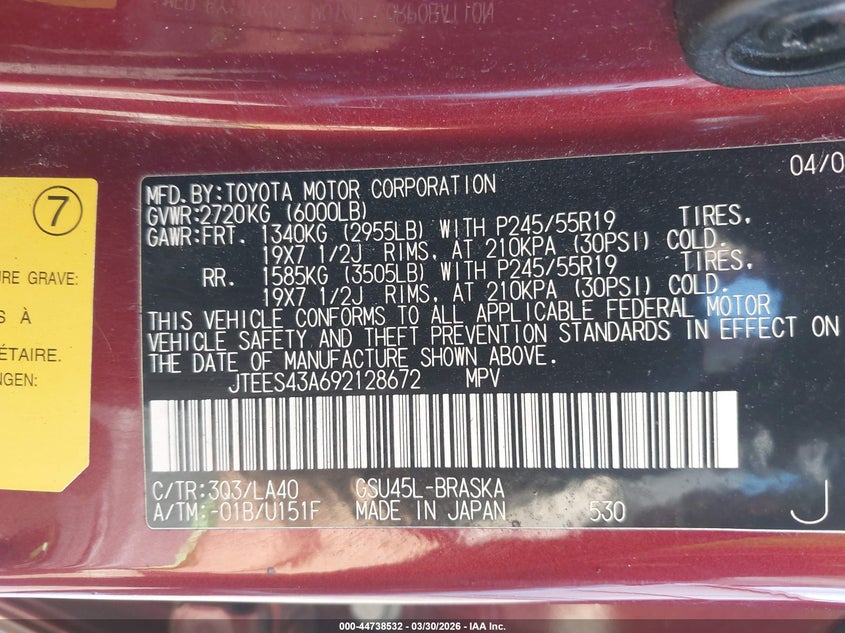 04/0
MFD. BY: TOYOTA MOTOR CORPORATION
GVWR: 2720KG (6000LB)
GAWR: FRT. 1340KG (2955LB) WITH P245/55R19 TIRES,
19X7 1/2J RIMS, AT 210KPA (30PSI) COLD.
RR. 1585KG (3505LB) WITH P245/55R19 TIRES,
19X7 1/2J RIMS, AT 210KPA (30PSI) COLD.
THIS VEHICLE CONFORMS TO ALL APPLICABLE FEDERAL MOTOR
VEHICLE SAFETY AND THEFT PREVENTION STANDARDS IN EFFECT ON
THE DATE OF MANUFACTURE SHOWN ABOVE.
JTEES43A692128672 MPV
C/TR: 3Q3/LA40 GSU45L-BRASKA
A/TM: -01B/U151F MADE IN JAPAN 530 J
7
URE GRAVE:
S À
ÉTAIRE.
NGEN:
000-44738532 - 03/30/2026 - IAA Inc.